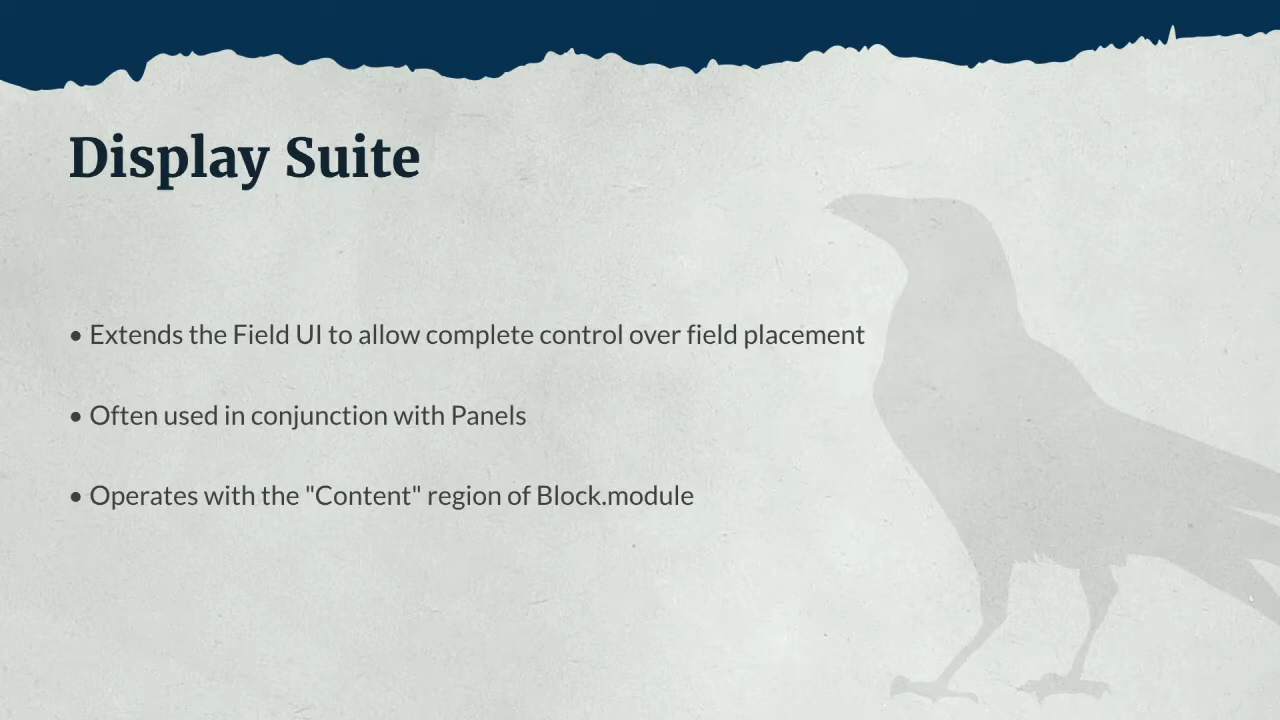 Display Suite
• Extends the Field UI to allow complete control over field placement
• Often used in conjunction with Panels
• Operates with the "Content" region of Block.module